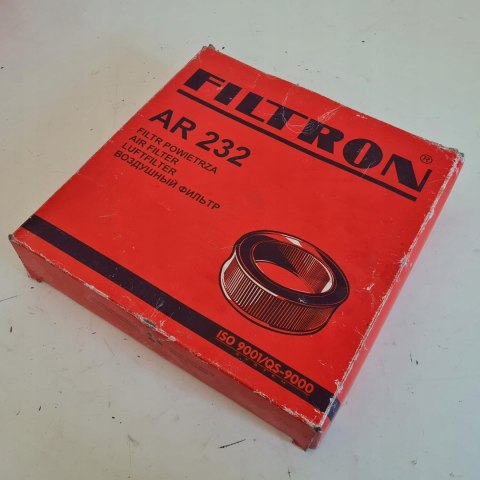 FILTRON®
AR 232
FILTR POWIETRZA
AIR FILTER
LUFTFILTER
ВОЗДУШНЫЙ ФИЛЬТР
ISO 9001/QS-9000